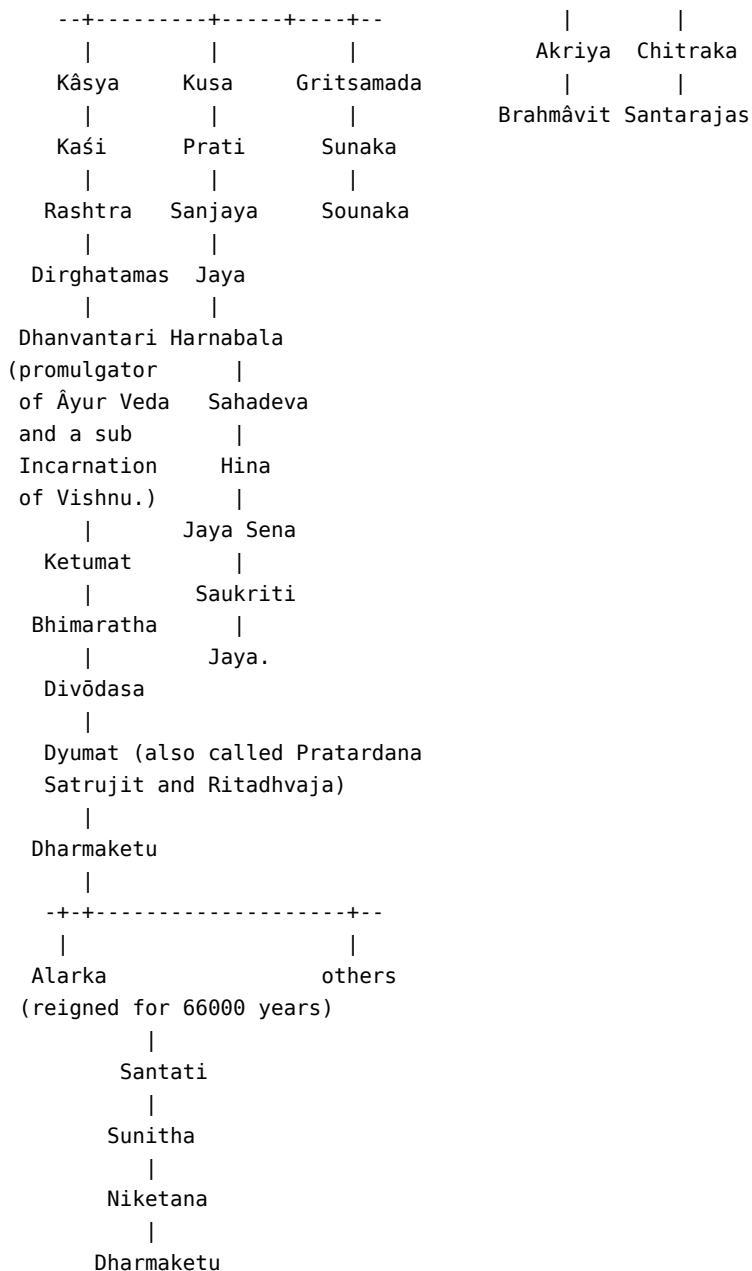 --+---------+-----+----+-- | |
| | | Akriya Chitraka
Kâsya Kusa Gritsamada | |
| | | Brahmâvit Santarajas
Kaśi Prati Sunaka
| | |
Rashtra Sanjaya Sounaka
| |
Dirghatamas Jaya
| |
Dhanvantari Harnabala
(promulgator |
of Âyur Veda Sahadeva
and a sub |
Incarnation Hina
of Vishnu.) |
| Jaya Sena
Ketumat |
| Saukriti
Bhimaratha |
| Jaya.
Divōdasa
|
Dyumat (also called Pratardana
Satrujit and Ritadhvaja)
|
Dharmaketu
|
-+-+--------------------+--
| |
Alarka others
(reigned for 66000 years)
|
Santati
|
Sunitha
|
Niketana
|
Dharmaketu